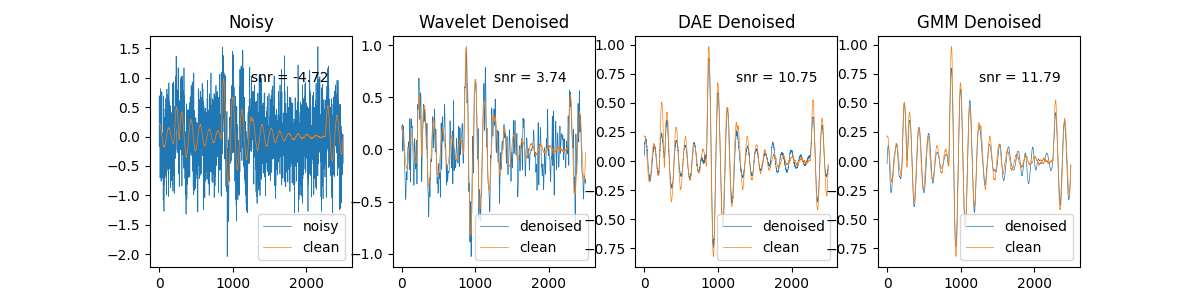 Noisy
1.5
1.0
0.5
0.0
−0.5
−1.0
−1.5
−2.0
0
1000
2000
snr = -4.72
noisy
clean
Wavelet Denoised
1.0
0.5
0.0
−0.5
−1.0
0
1000
2000
snr = 3.74
denoised
clean
DAE Denoised
1.00
0.75
0.50
0.25
0.00
−0.25
−0.50
−0.75
0
1000
2000
snr = 10.75
denoised
clean
GMM Denoised
1.00
0.75
0.50
0.25
0.00
−0.25
−0.50
−0.75
0
1000
2000
snr = 11.79
denoised
clean